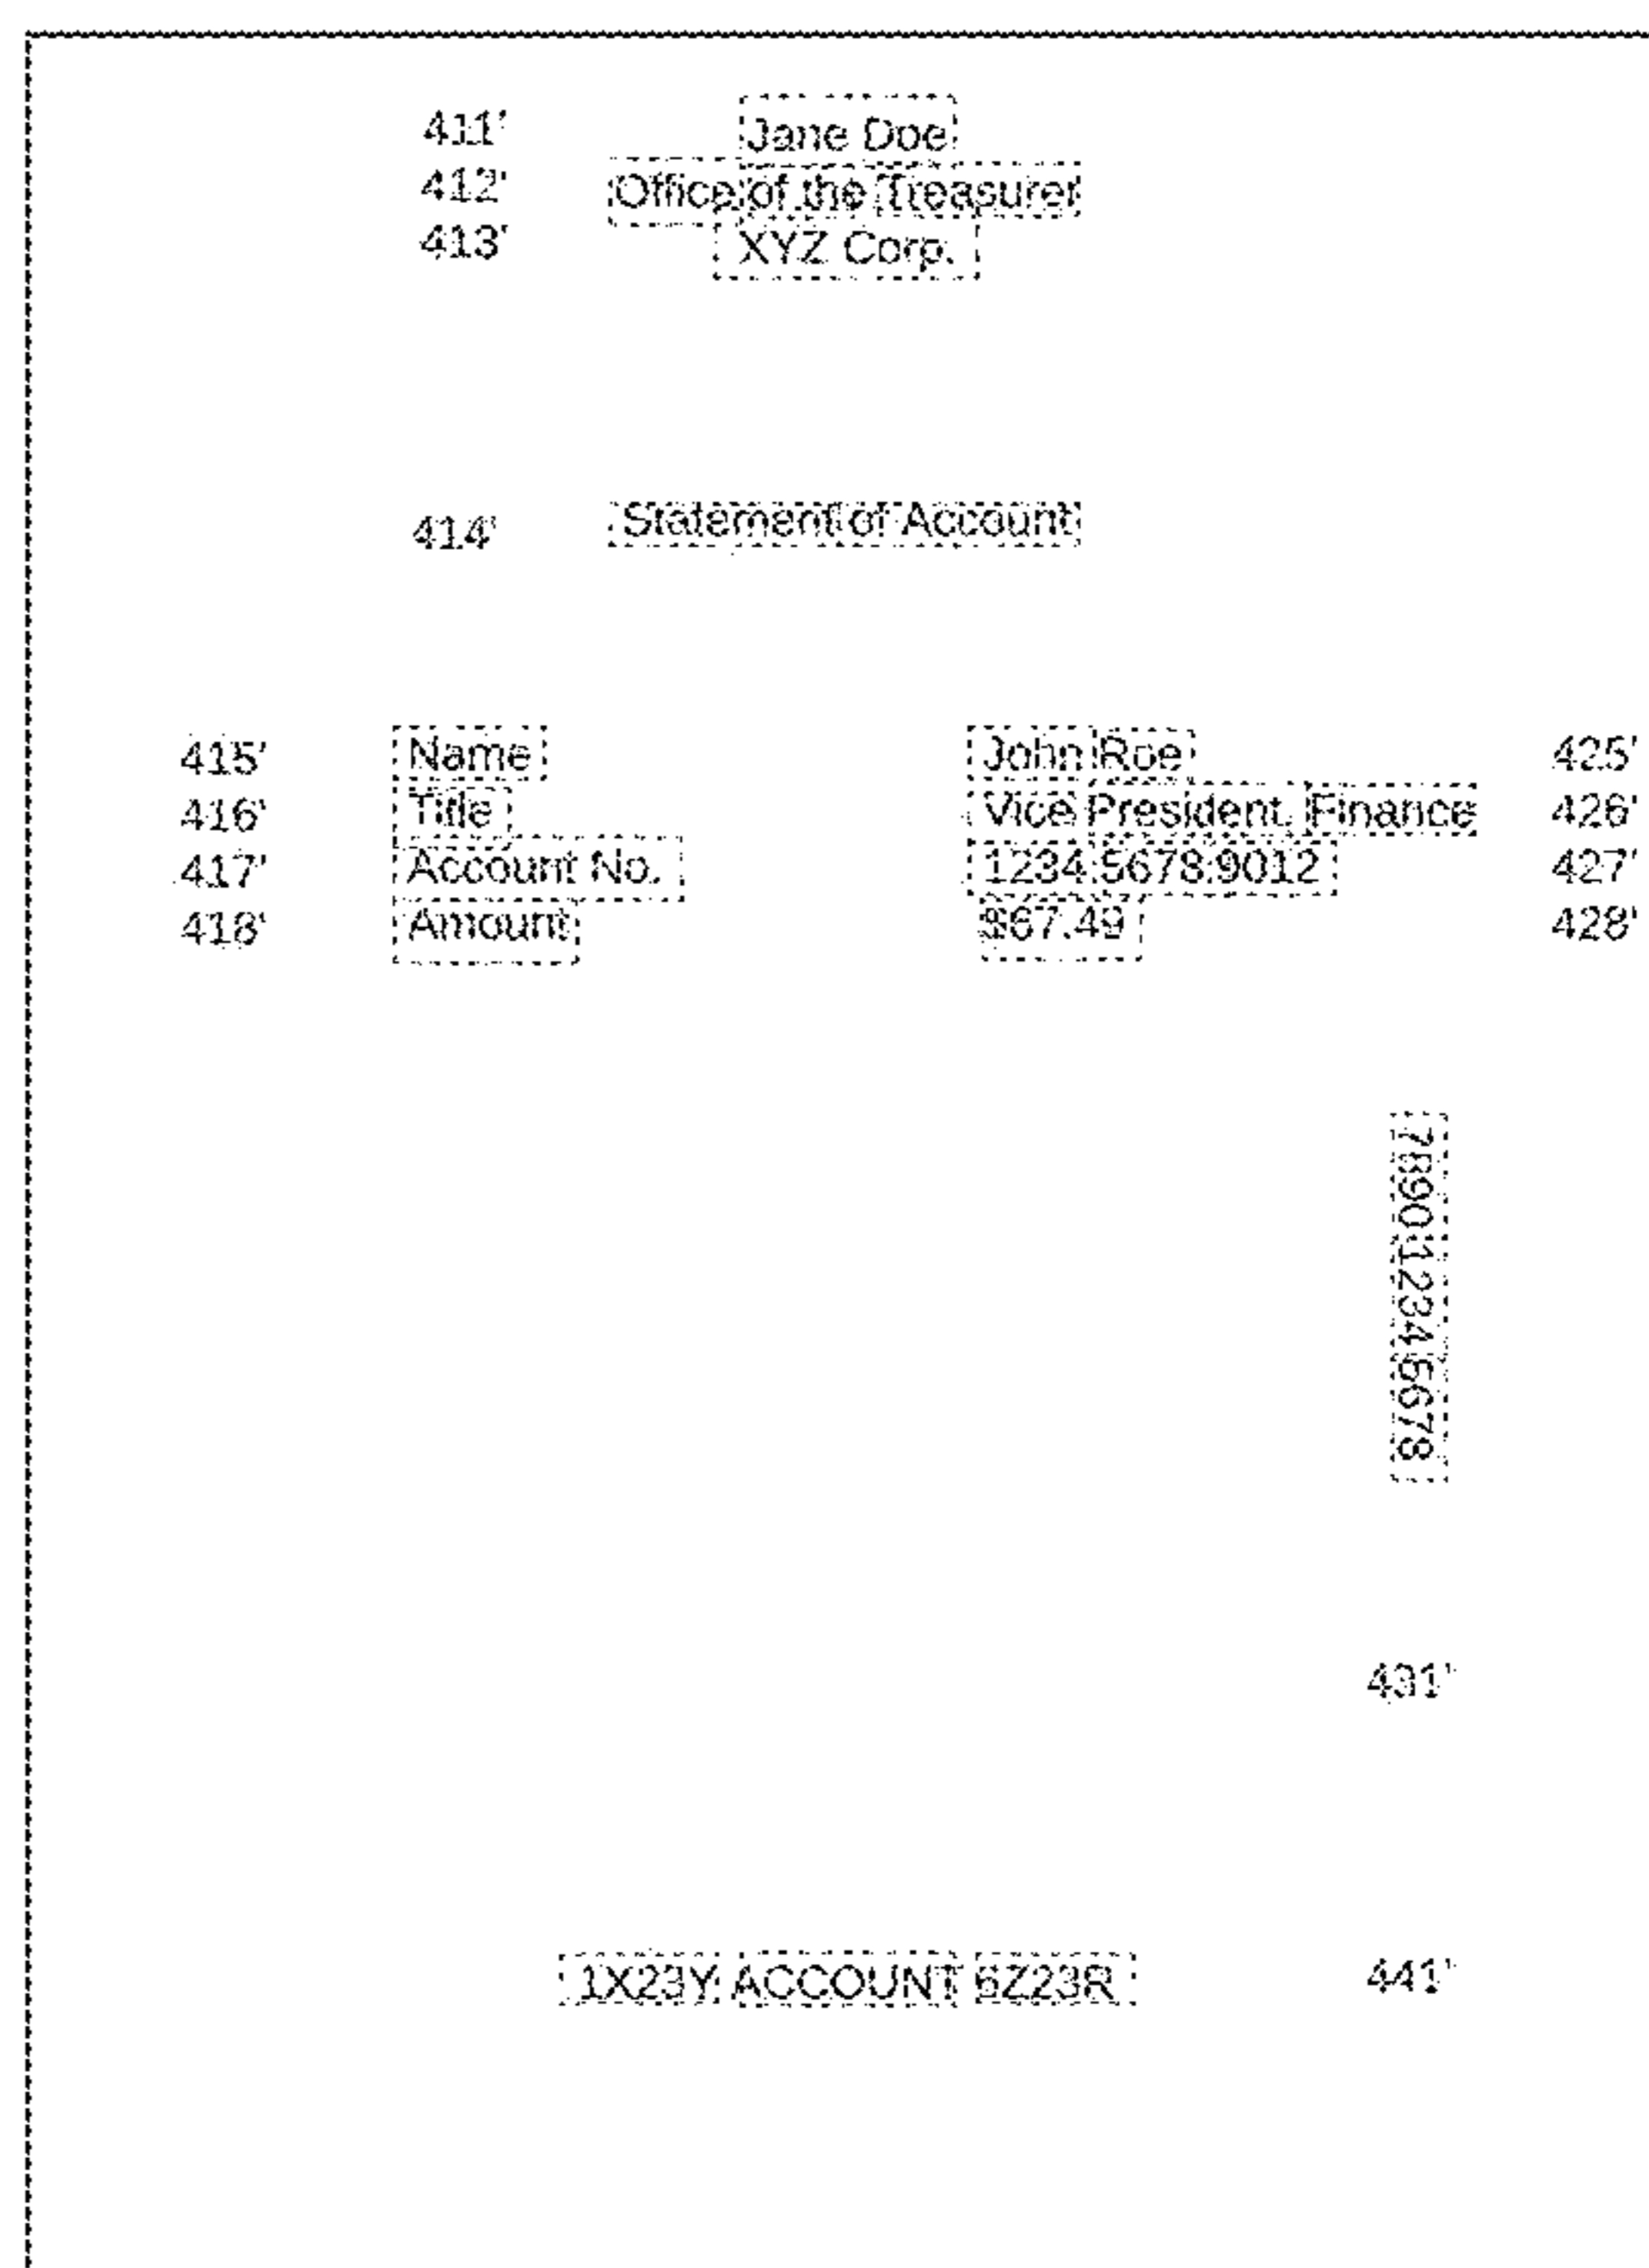 411' Jane Doe
412' Office of the Treasurer
413' XYZ Corp.
414' Statement of Account
415' Name John Roe 425'
416' Title Vice President, Finance 426'
417' Account No. 1234 5678 9012 427'
418' Amount $67.49 428'
7890 1234 5678
431'
1X23Y ACCOUNT 6Z23R 441'